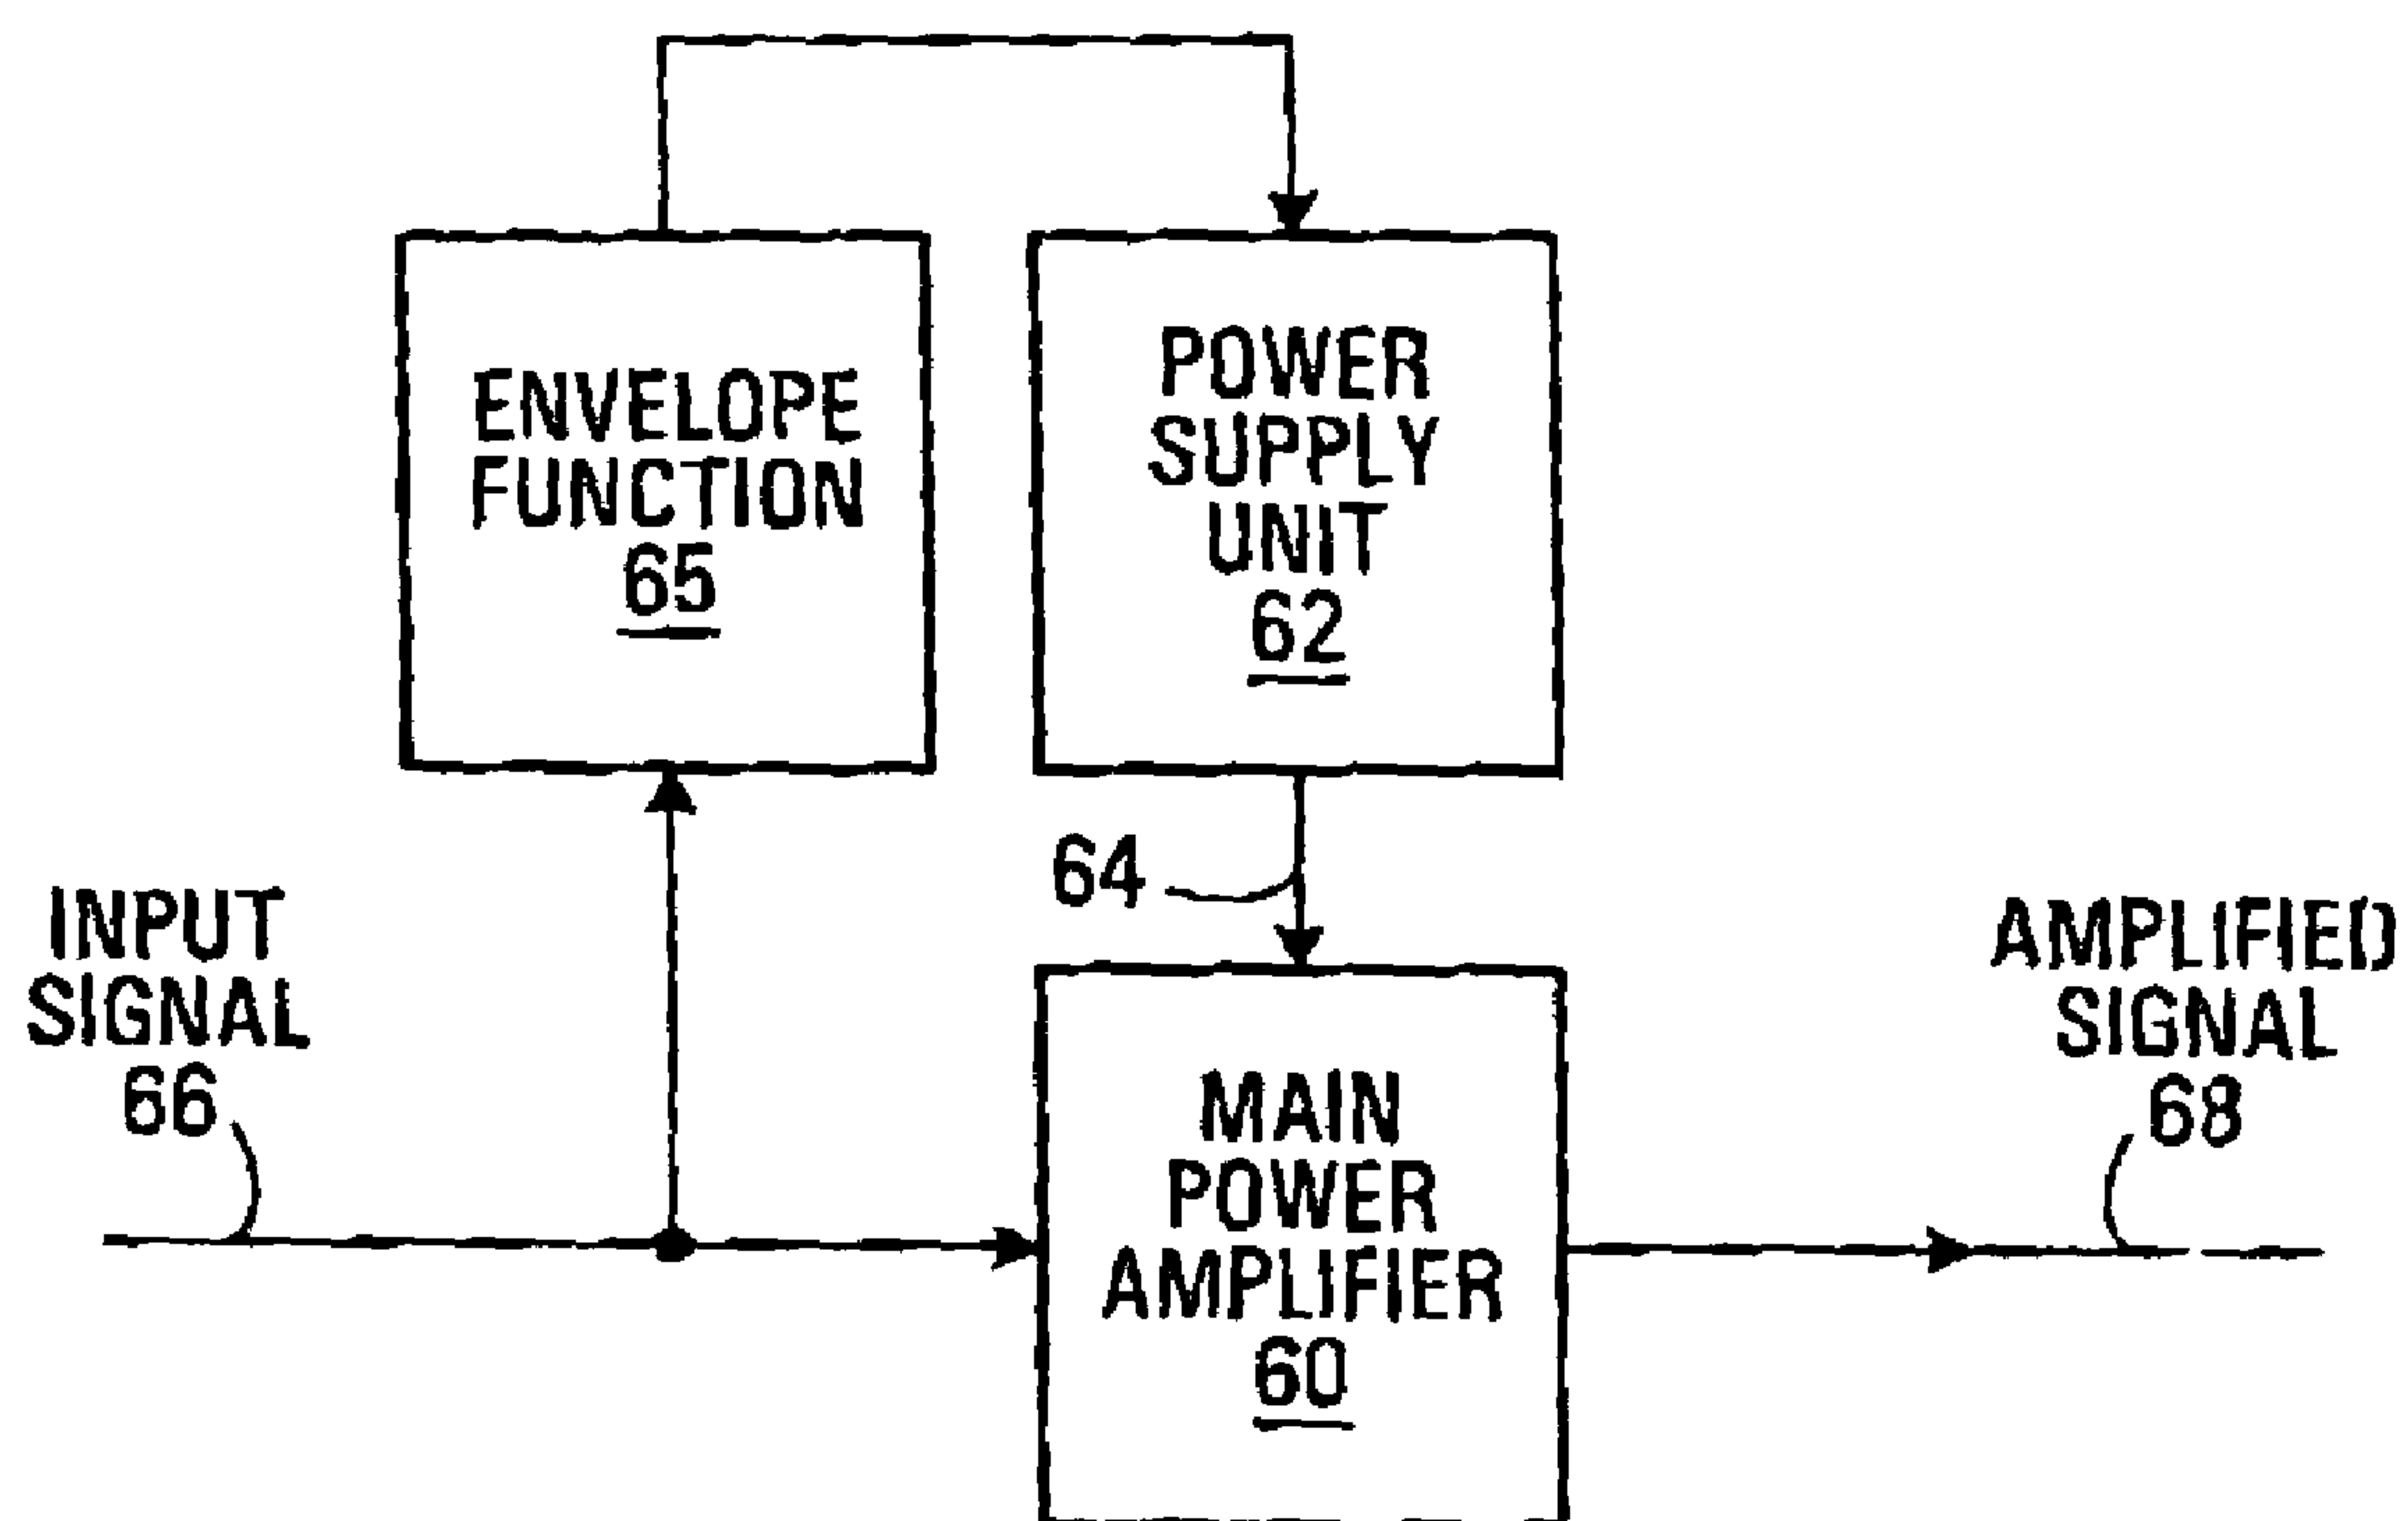 ENVELOPE
FUNCTION
65
POWER
SUPPLY
UNIT
62
64
INPUT
SIGNAL
66
AMPLIFIED
SIGNAL
68
MAIN
POWER
AMPLIFIER
60